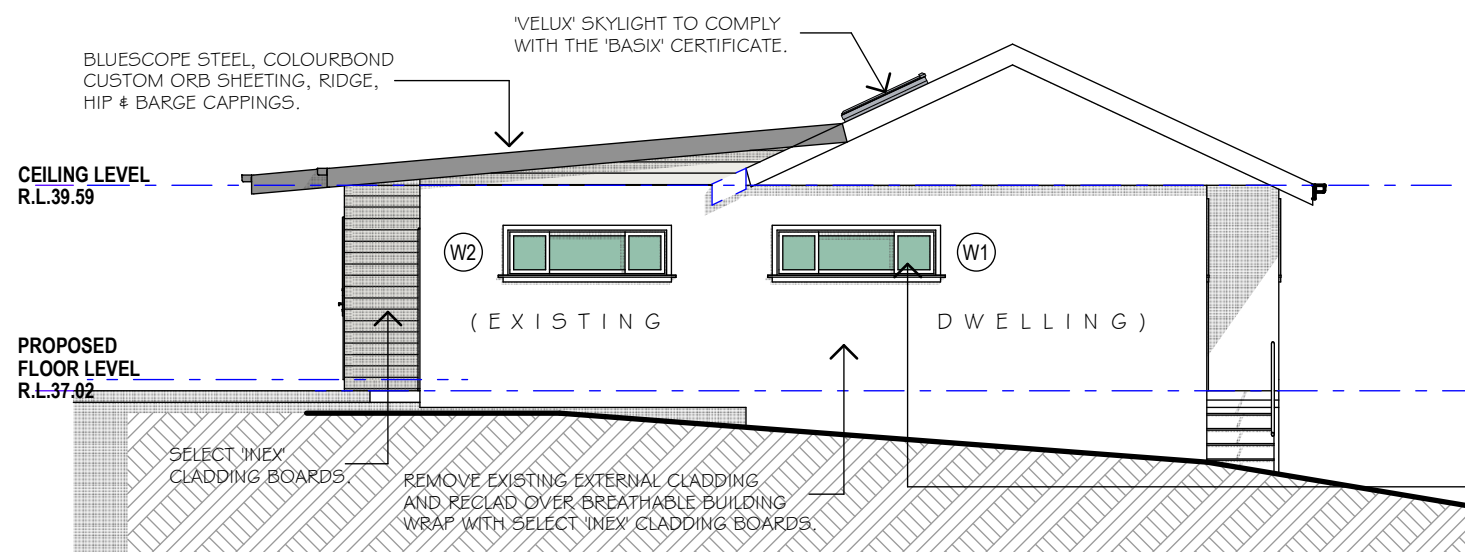 'VELUX' SKYLIGHT TO COMPLY
WITH THE 'BASIX' CERTIFICATE.
BLUESCOPE STEEL, COLOURBOND
CUSTOM ORB SHEETING, RIDGE,
HIP & BARGE CAPPINGS.
CEILING LEVEL
R.L.39.59
W2
W1
(EXISTING DWELLING)
PROPOSED
FLOOR LEVEL
R.L.37.02
SELECT 'INEX'
CLADDING BOARDS.
REMOVE EXISTING EXTERNAL CLADDING
AND RECLAD OVER BREATHABLE BUILDING
WRAP WITH SELECT 'INEX' CLADDING BOARDS.